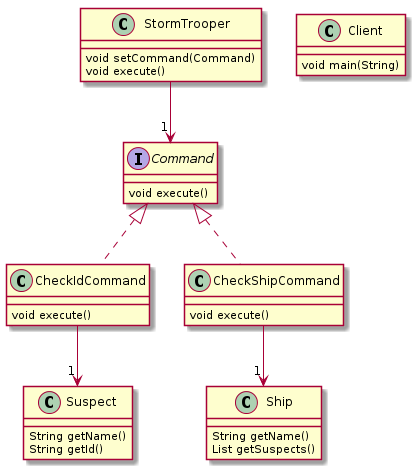 C StormTrooper
void setCommand(Command)
void execute()
C Client
void main(String)
1
I Command
void execute()
C CheckIdCommand
void execute()
C CheckShipCommand
void execute()
1
1
C Suspect
String getName()
String getId()
C Ship
String getName()
List getSuspects()